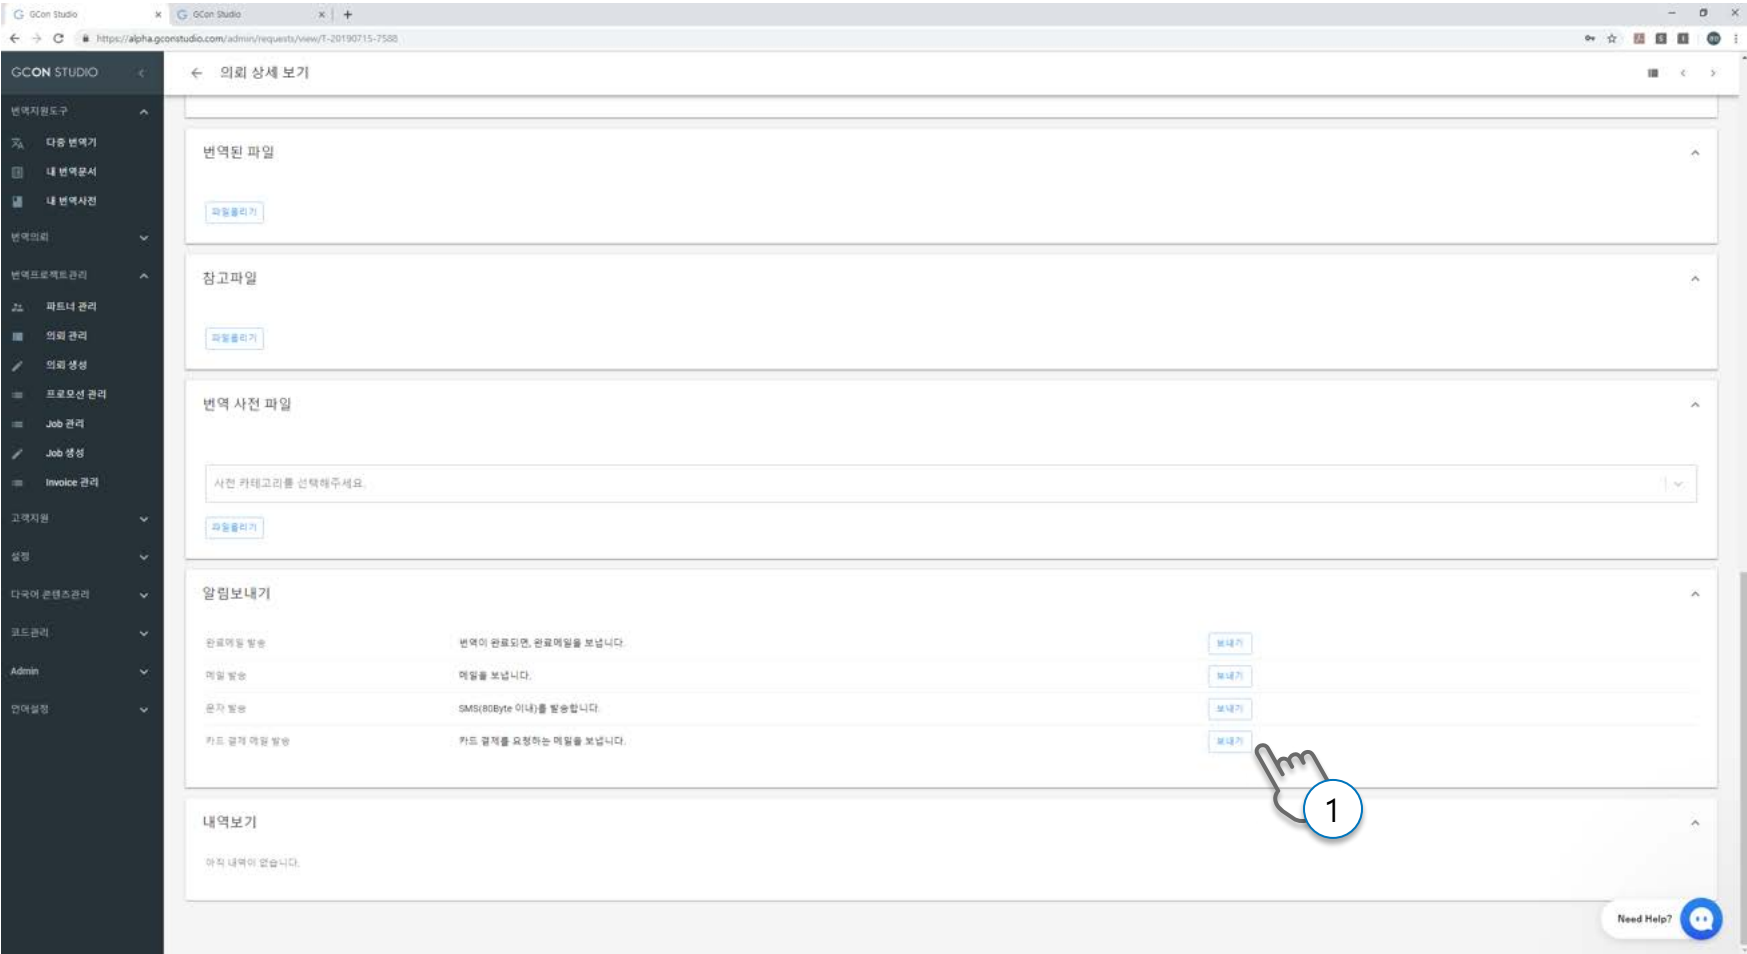 GCon Studio
GCon Studio
https://alpha.gconstudio.com/admin/requests/view/T-20190715-7588
GCON STUDIO
의뢰 상세 보기
번역지원도구
다중 번역기
내 번역문서
내 번역사전
번역의뢰
번역프로젝트관리
파트너 관리
의뢰 관리
의뢰 생성
프로모션 관리
Job 관리
Job 생성
Invoice 관리
고객지원
설정
다국어 콘텐츠관리
코드관리
Admin
언어설정
번역된 파일
파일올리기
참고파일
파일올리기
번역 사전 파일
사전 카테고리를 선택해주세요.
파일올리기
알림보내기
완료메일 발송 번역이 완료되면, 완료메일을 보냅니다. 보내기
메일 발송 메일을 보냅니다. 보내기
문자 발송 SMS(80Byte 이내)를 발송합니다. 보내기
카드 결제 메일 발송 카드 결제를 요청하는 메일을 보냅니다. 보내기
1
내역보기
아직 내역이 없습니다.
Need Help?